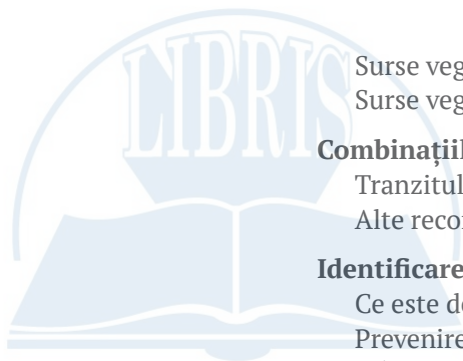 LIBRIS
Surse veg
Surse veg
Combinațiil
Tranzitul
Alte reco
Identificare
Ce este de
Prevenire